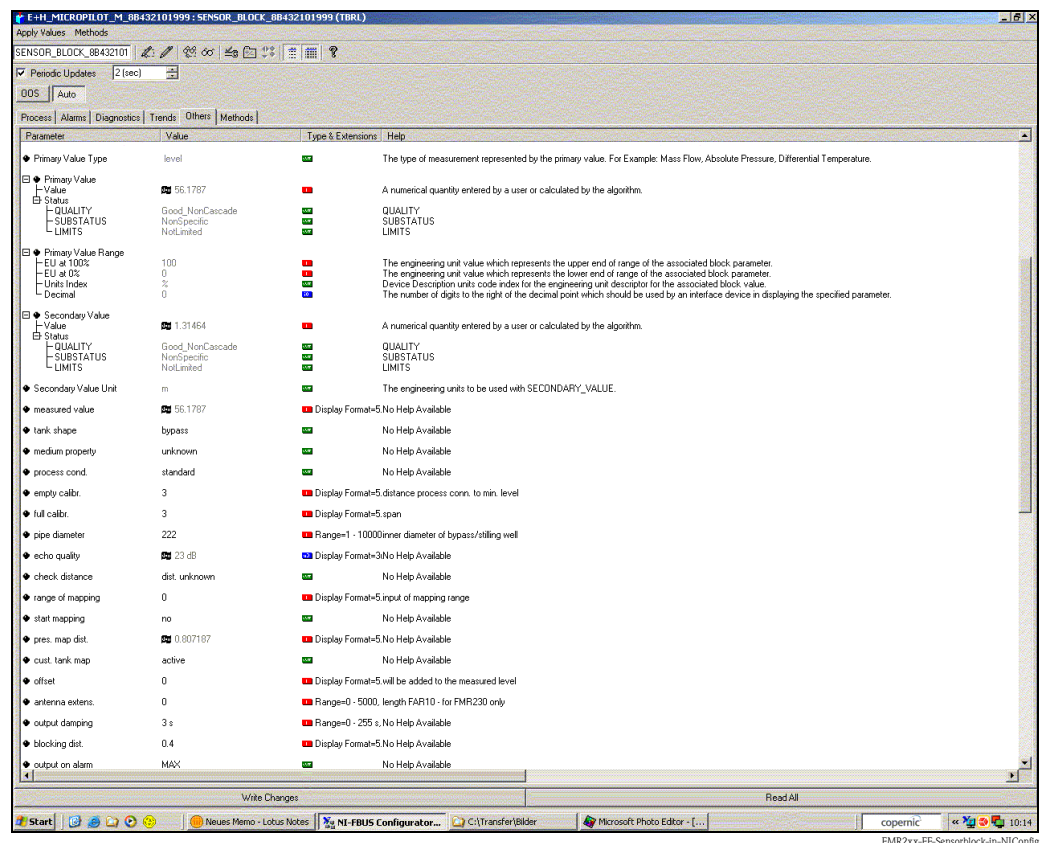 E+H_MICROPILOT_M_8B432101999 : SENSOR_BLOCK_8B432101999 (TBRL)
Apply Values Methods
SENSOR_BLOCK_8B432101
Periodic Updates 2 (sec)
OOS Auto
Process Alarms Diagnostics Trends Others Methods
Parameter Value Type & Extensions Help
Primary Value Type level The type of measurement represented by the primary value. For Example: Mass Flow, Absolute Pressure, Differential Temperature.
Primary Value
Value 56.1787 A numerical quantity entered by a user or calculated by the algorithm.
Status
QUALITY Good_NonCascade QUALITY
SUBSTATUS NonSpecific SUBSTATUS
LIMITS NotLimited LIMITS
Primary Value Range
EU at 100% 100 The engineering unit value which represents the upper end of range of the associated block parameter.
EU at 0% 0 The engineering unit value which represents the lower end of range of the associated block parameter.
Units Index % Device Description units code index for the engineering unit descriptor for the associated block value.
Decimal 0 The number of digits to the right of the decimal point which should be used by an interface device in displaying the specified parameter.
Secondary Value
Value 1.31464 A numerical quantity entered by a user or calculated by the algorithm.
Status
QUALITY Good_NonCascade QUALITY
SUBSTATUS NonSpecific SUBSTATUS
LIMITS NotLimited LIMITS
Secondary Value Unit m The engineering units to be used with SECONDARY_VALUE.
measured value 56.1787 Display Format=5. No Help Available
tank shape bypass No Help Available
medium property unknown No Help Available
process cond. standard No Help Available
empty calibr. 3 Display Format=5. distance process conn. to min. level
full calibr. 3 Display Format=5. span
pipe diameter 222 Range=1 - 10000 inner diameter of bypass/stilling well
echo quality 23 dB Display Format=3 No Help Available
check distance dist. unknown No Help Available
range of mapping 0 Display Format=5. input of mapping range
start mapping no No Help Available
pres. map dist. 0.807187 Display Format=5. No Help Available
cust. tank map active No Help Available
offset 0 Display Format=5. will be added to the measured level
antenna extens. 0 Range=0 - 5000, length FAR10 - for FMR230 only
output damping 3 s Range=0 - 255 s, No Help Available
blocking dist. 0.4 Display Format=5. No Help Available
output on alarm MAX No Help Available
Write Changes Read All
Start Neues Memo - Lotus Notes NI-FBUS Configurator... C:\Transfer\Bilder Microsoft Photo Editor - [... copernic 10:14
FMR2xx-FF-Sensorblock-in-NIConfig